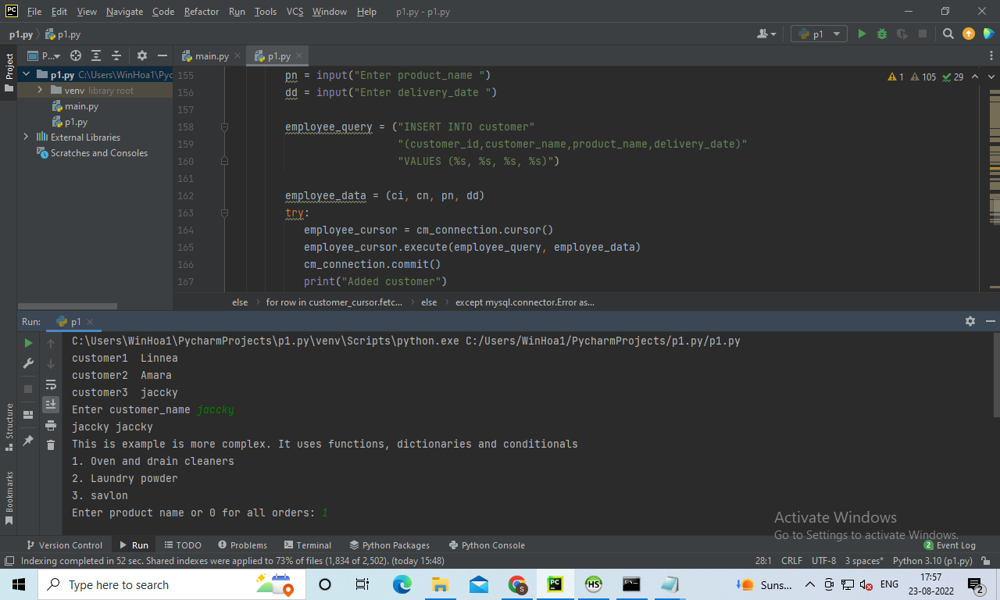 PC File Edit View Navigate Code Refactor Run Tools VCS Window Help p1.py - p1.py
p1.py p1.py p1
Project P... main.py p1.py
p1.py C:\Users\WinHoa1\Pyc
venv library root
main.py
p1.py
External Libraries
Scratches and Consoles
1 105 29
155 pn = input("Enter product_name ")
156 dd = input("Enter delivery_date ")
157
158 employee_query = ("INSERT INTO customer"
159 "(customer_id,customer_name,product_name,delivery_date)"
160 "VALUES (%s, %s, %s, %s)")
161
162 employee_data = (ci, cn, pn, dd)
163 try:
164 employee_cursor = cm_connection.cursor()
165 employee_cursor.execute(employee_query, employee_data)
166 cm_connection.commit()
167 print("Added customer")
else for row in customer_cursor.fetc... else except mysql.connector.Error as...
Run: p1
C:\Users\WinHoa1\PycharmProjects\p1.py\venv\Scripts\python.exe C:/Users/WinHoa1/PycharmProjects/p1.py/p1.py
customer1 Linnea
customer2 Amara
customer3 jaccky
Enter customer_name jaccky
jaccky jaccky
This is example is more complex. It uses functions, dictionaries and conditionals
1. Oven and drain cleaners
2. Laundry powder
3. savlon
Enter product name or 0 for all orders: 1
Structure
Bookmarks
Activate Windows
Go to Settings to activate Windows.
Version Control Run TODO Problems Terminal Python Packages Python Console 2 Event Log
Indexing completed in 52 sec. Shared indexes were applied to 73% of files (1,834 of 2,502). (today 15:48) 28:1 CRLF UTF-8 3 spaces* Python 3.10 (p1.py)
Type here to search S PC HS Suns... ENG 17:57
23-08-2022 2